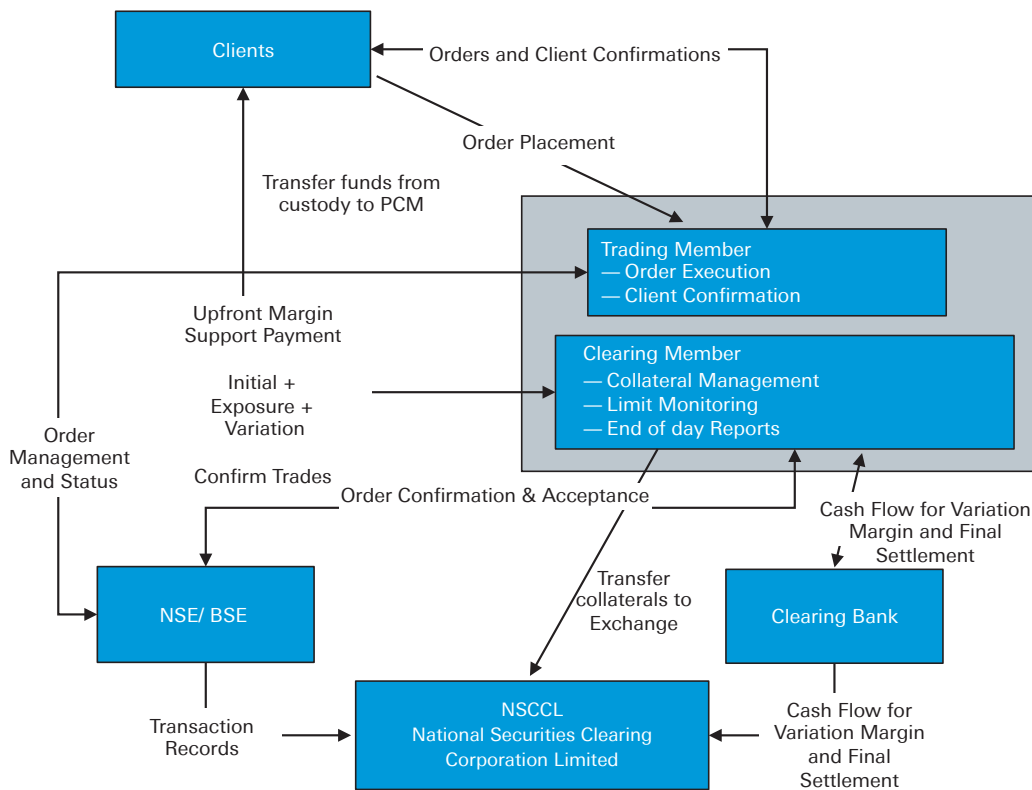 Clients
Orders and Client Confirmations
Order Placement
Transfer funds from
custody to PCM
Trading Member
— Order Execution
— Client Confirmation
Upfront Margin
Support Payment
Clearing Member
— Collateral Management
— Limit Monitoring
— End of day Reports
Initial +
Exposure +
Variation
Order
Management
and Status
Confirm Trades
Order Confirmation & Acceptance
Cash Flow for Variation
Margin and Final
Settlement
Transfer
collaterals to
Exchange
NSE/ BSE
Clearing Bank
Transaction
Records
NSCCL
National Securities Clearing
Corporation Limited
Cash Flow for
Variation Margin
and Final
Settlement